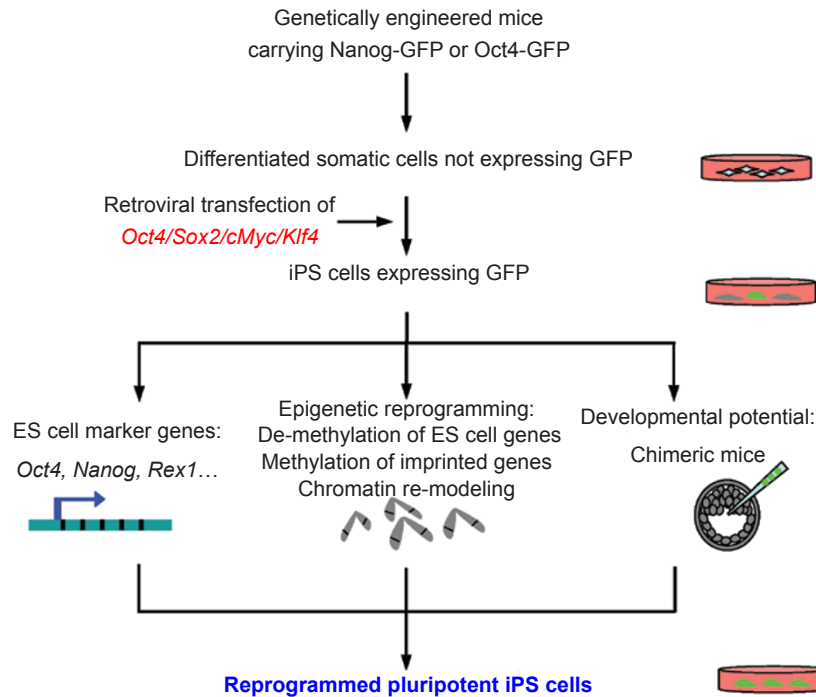 Genetically engineered mice
carrying Nanog-GFP or Oct4-GFP
Differentiated somatic cells not expressing GFP
Retroviral transfection of
Oct4/Sox2/cMyc/Klf4
iPS cells expressing GFP
ES cell marker genes:
Oct4, Nanog, Rex1…
Epigenetic reprogramming:
De-methylation of ES cell genes
Methylation of imprinted genes
Chromatin re-modeling
Developmental potential:
Chimeric mice
Reprogrammed pluripotent iPS cells